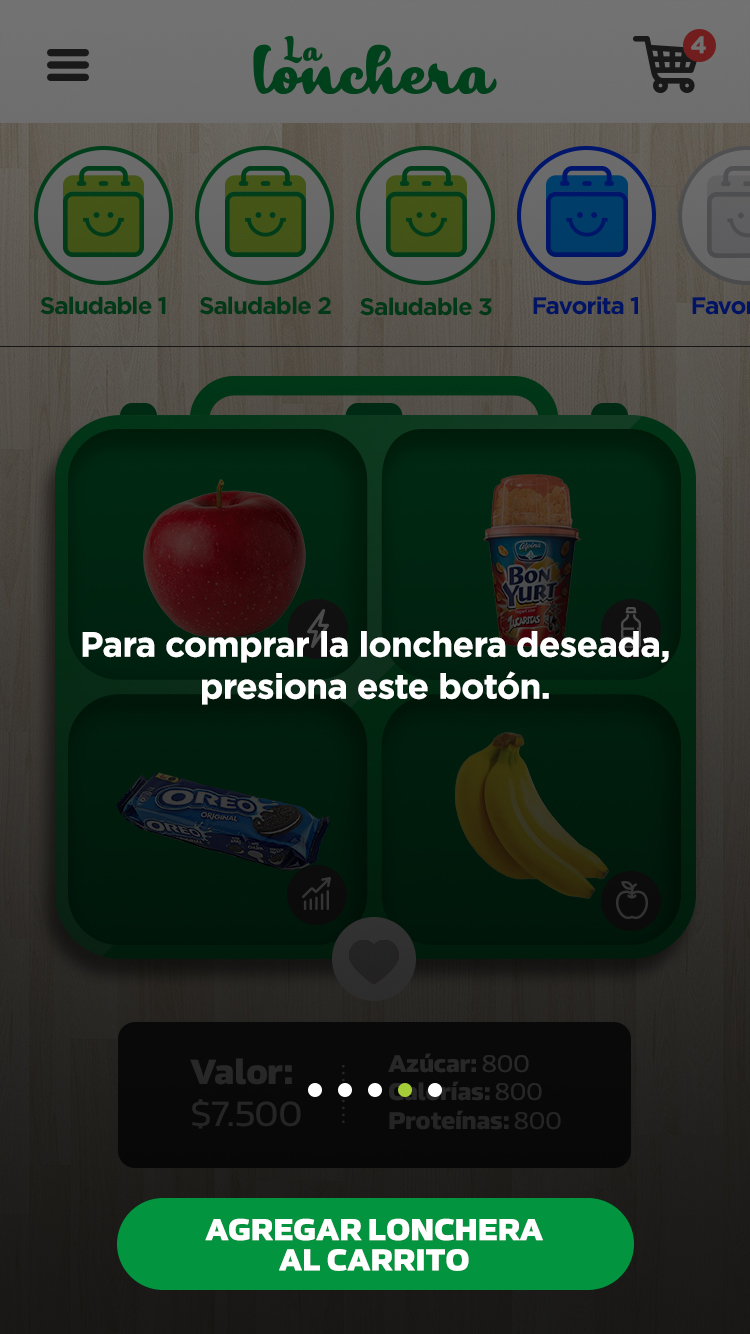 La
lonchera
4
Saludable 1
Saludable 2
Saludable 3
Favorita 1
Favor
Alpina
BON
YURT
ZUCARITAS
Para comprar la lonchera deseada,
presiona este botón.
OREO
ORIGINAL
OREO
Valor:
$7.500
Azúcar: 800
Calorías: 800
Proteínas: 800
AGREGAR LONCHERA
AL CARRITO